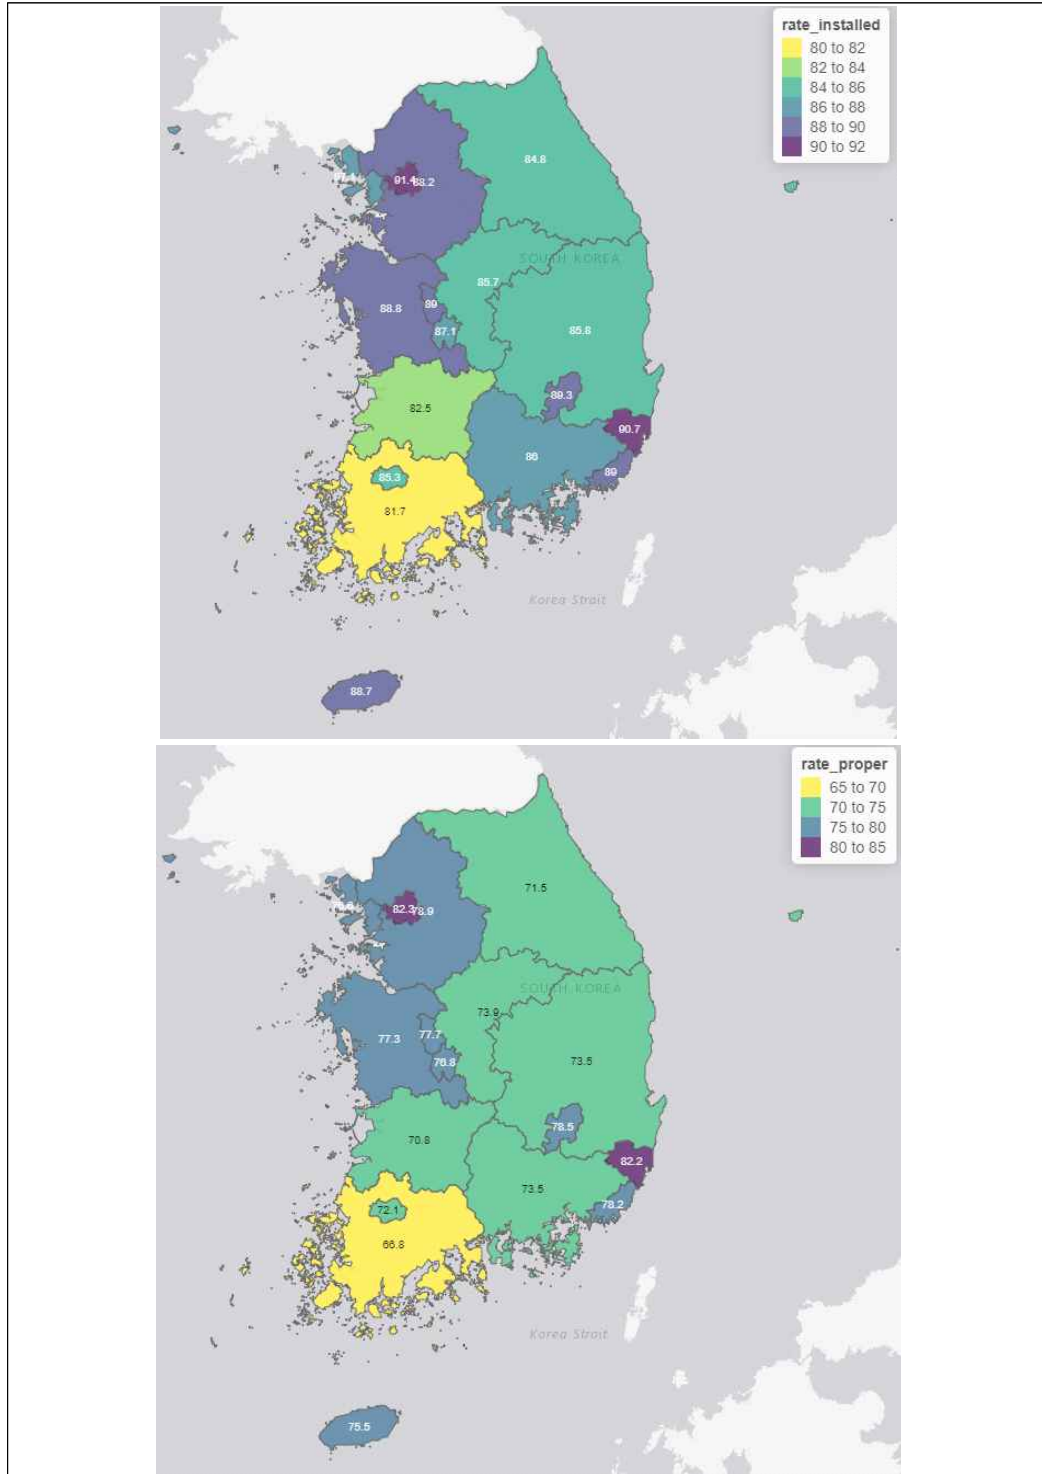 rate_installed
80 to 82
82 to 84
84 to 86
86 to 88
88 to 90
90 to 92
84.8
91.4
88.2
SOUTH KOREA
85.7
88.8
89
87.1
85.8
89.3
82.5
90.7
86
89
85.3
81.7
Korea Strait
88.7
rate_proper
65 to 70
70 to 75
75 to 80
80 to 85
71.5
82.3
78.9
SOUTH KOREA
73.9
77.3
77.7
76.8
73.5
78.5
70.8
82.2
73.5
78.2
72.1
66.8
Korea Strait
75.5